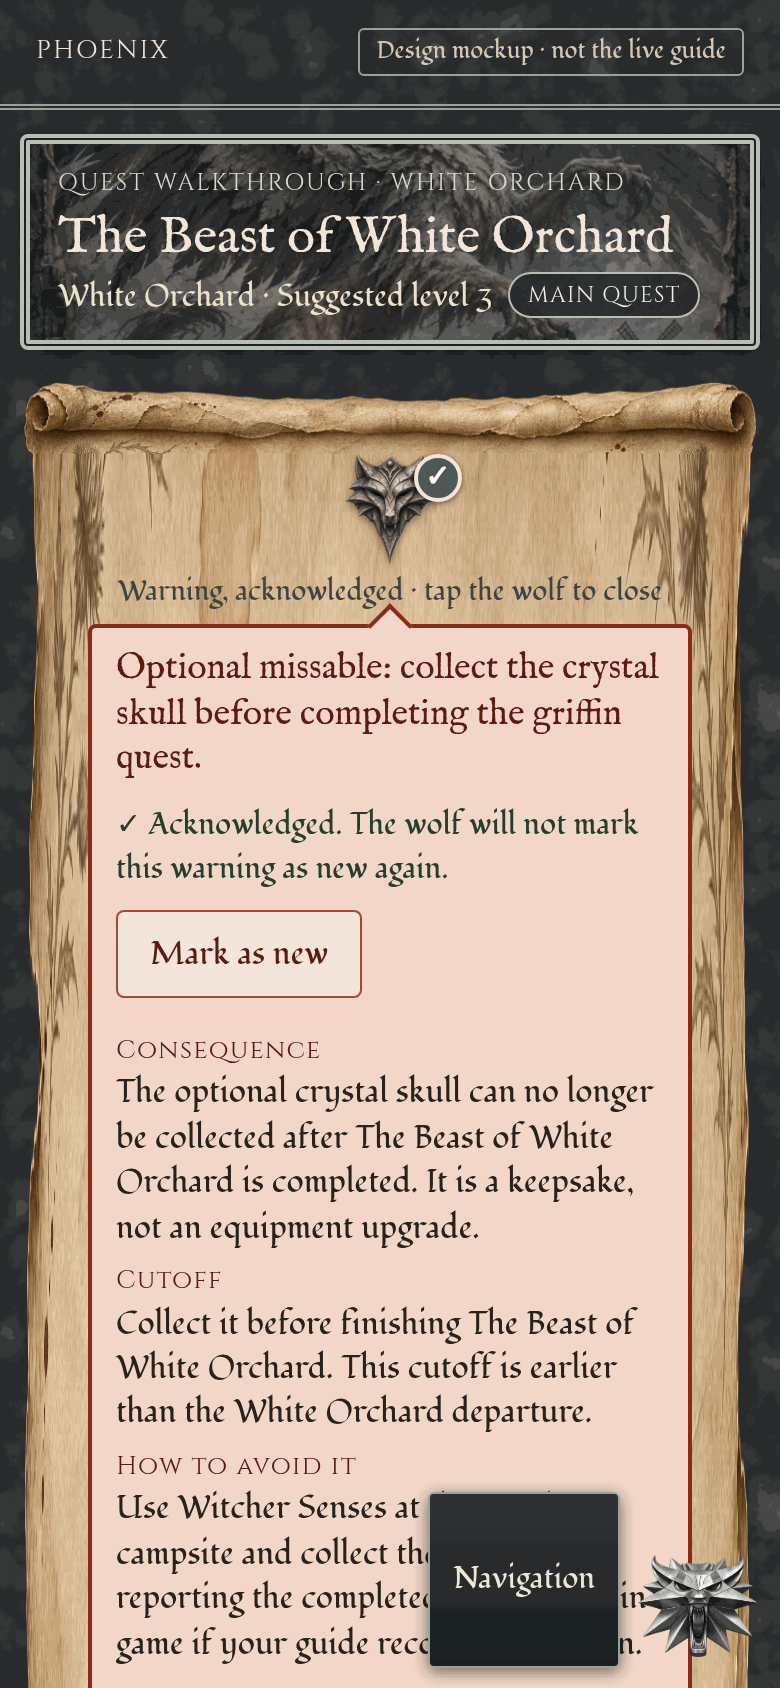 PHOENIX
Design mockup · not the live guide
QUEST WALKTHROUGH · WHITE ORCHARD
The Beast of White Orchard
White Orchard · Suggested level 3
MAIN QUEST
✓
Warning, acknowledged · tap the wolf to close
Optional missable: collect the crystal
skull before completing the griffin
quest.
✓ Acknowledged. The wolf will not mark
this warning as new again.
Mark as new
Consequence
The optional crystal skull can no longer
be collected after The Beast of White
Orchard is completed. It is a keepsake,
not an equipment upgrade.
Cutoff
Collect it before finishing The Beast of
White Orchard. This cutoff is earlier
than the White Orchard departure.
How to avoid it
Use Witcher Senses at
campsite and collect
reporting the completed
game if your guide
Navigation